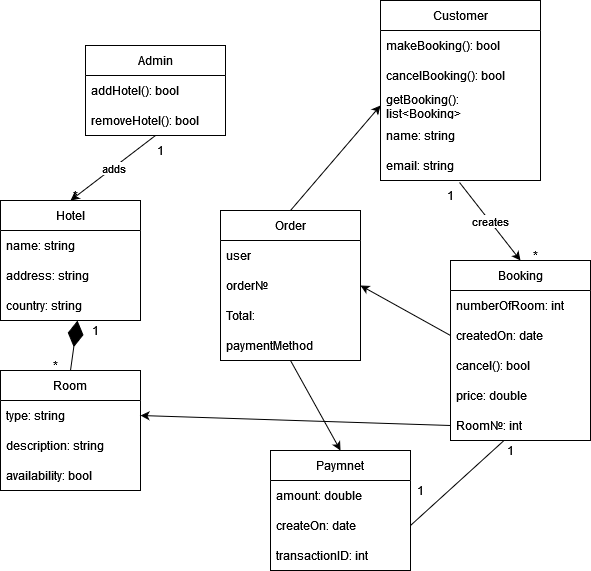 Customer
makeBooking(): bool
cancelBooking(): bool
getBooking():
list<Booking>
name: string
email: string
Admin
addHotel(): bool
removeHotel(): bool
1
adds
*
1
creates
*
Hotel
name: string
address: string
country: string
1
*
Order
user
order№
Total:
paymentMethod
Booking
numberOfRoom: int
createdOn: date
cancel(): bool
price: double
Room№: int
1
Room
type: string
description: string
availability: bool
Paymnet
amount: double
createOn: date
transactionID: int
1